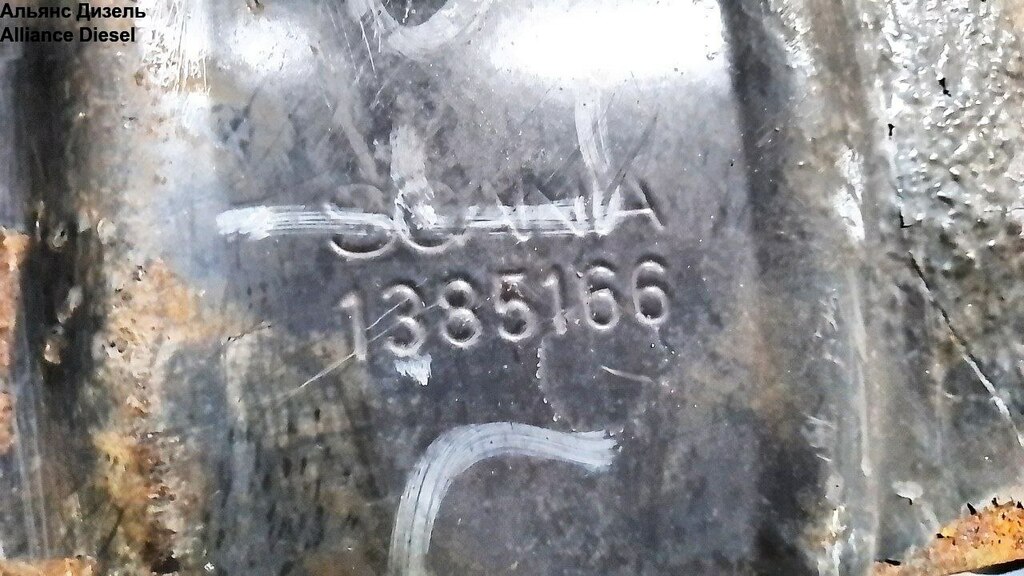 Альянс Дизель
Alliance Diesel
SCANIA
1385166